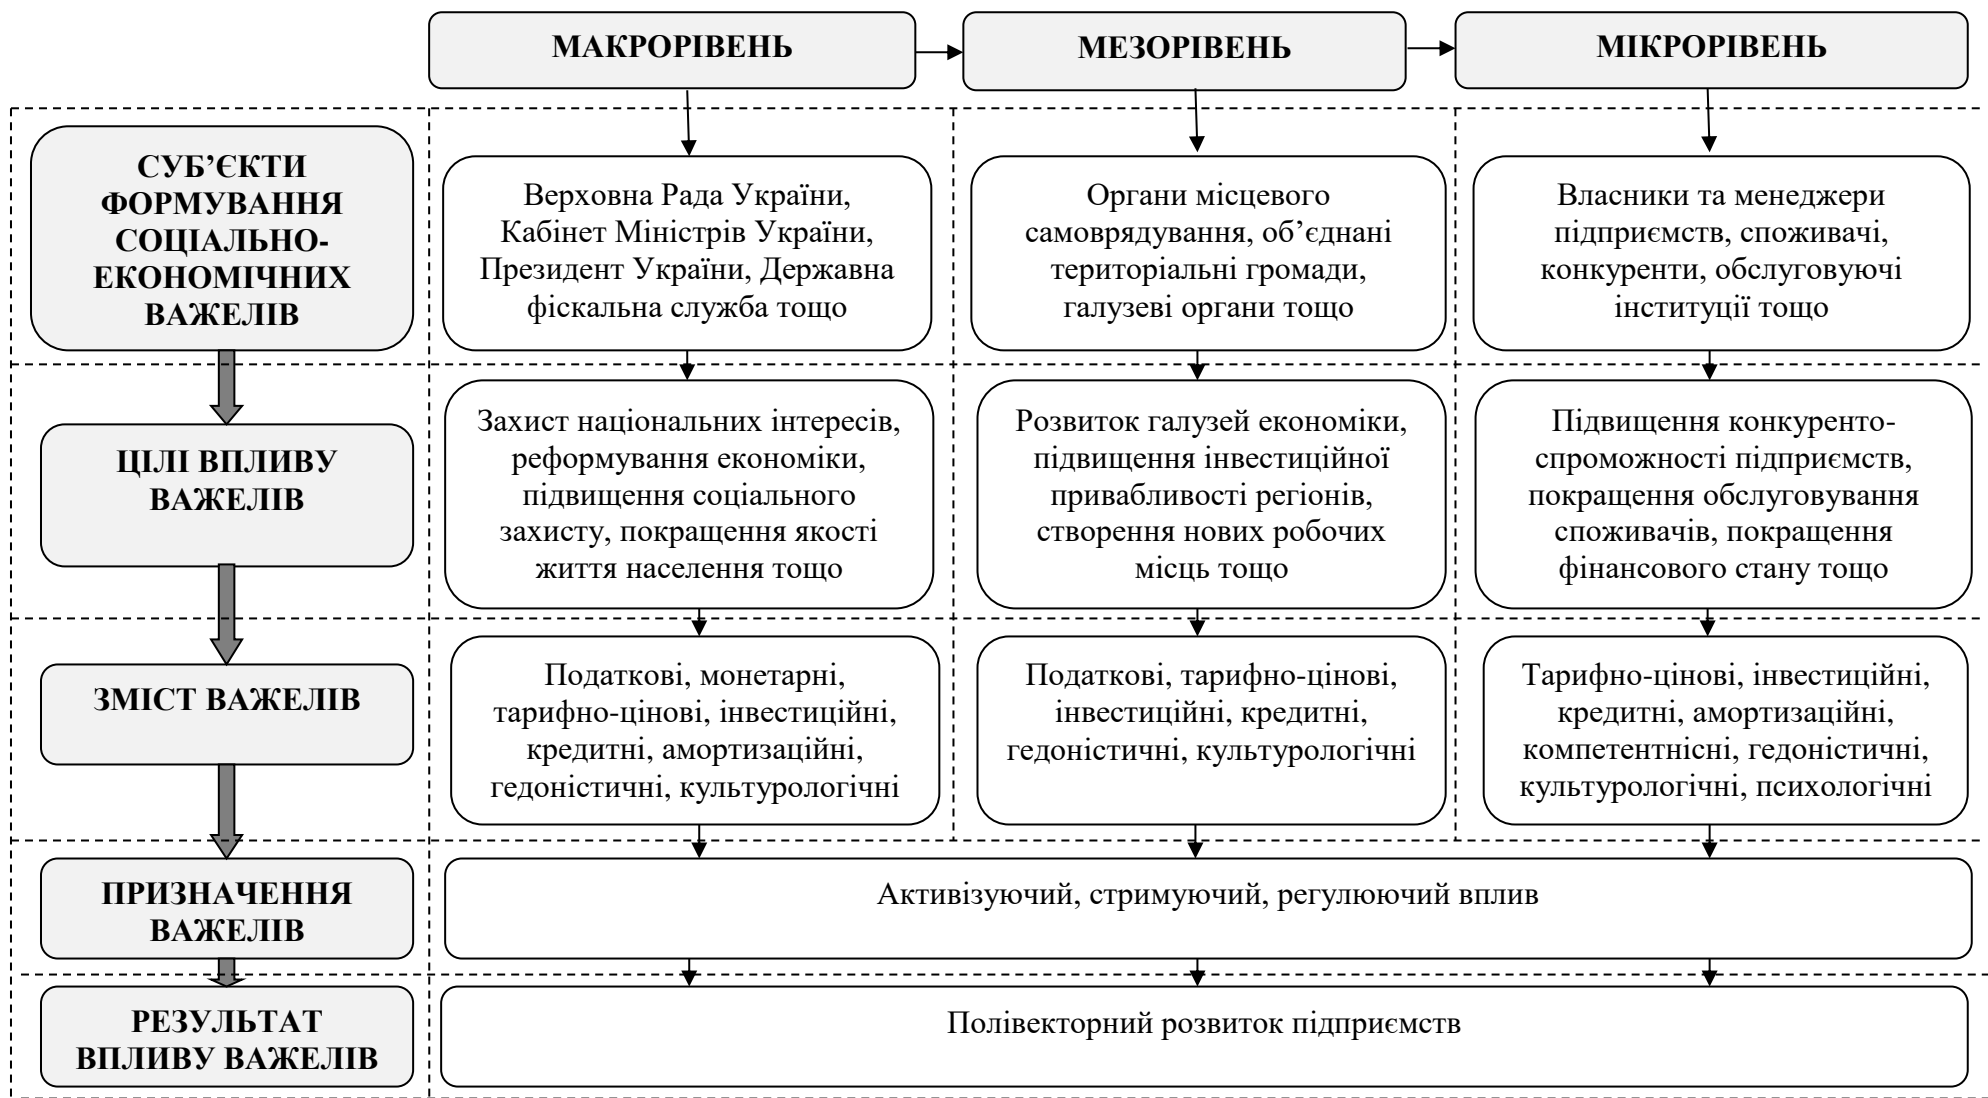 МАКРОРІВЕНЬ
МЕЗОРІВЕНЬ
МІКРОРІВЕНЬ
СУБ’ЄКТИ
ФОРМУВАННЯ
СОЦІАЛЬНО-
ЕКОНОМІЧНИХ
ВАЖЕЛІВ
Верховна Рада України,
Кабінет Міністрів України,
Президент України, Державна
фіскальна служба тощо
Органи місцевого
самоврядування, об’єднані
територіальні громади,
галузеві органи тощо
Власники та менеджери
підприємств, споживачі,
конкуренти, обслуговуючі
інституції тощо
ЦІЛІ ВПЛИВУ
ВАЖЕЛІВ
Захист національних інтересів,
реформування економіки,
підвищення соціального
захисту, покращення якості
життя населення тощо
Розвиток галузей економіки,
підвищення інвестиційної
привабливості регіонів,
створення нових робочих
місць тощо
Підвищення конкуренто-
спроможності підприємств,
покращення обслуговування
споживачів, покращення
фінансового стану тощо
ЗМІСТ ВАЖЕЛІВ
Податкові, монетарні,
тарифно-цінові, інвестиційні,
кредитні, амортизаційні,
гедоністичні, культурологічні
Податкові, тарифно-цінові,
інвестиційні, кредитні,
гедоністичні, культурологічні
Тарифно-цінові, інвестиційні,
кредитні, амортизаційні,
компетентнісні, гедоністичні,
культурологічні, психологічні
ПРИЗНАЧЕННЯ
ВАЖЕЛІВ
Активізуючий, стримуючий, регулюючий вплив
РЕЗУЛЬТАТ
ВПЛИВУ ВАЖЕЛІВ
Полівекторний розвиток підприємств